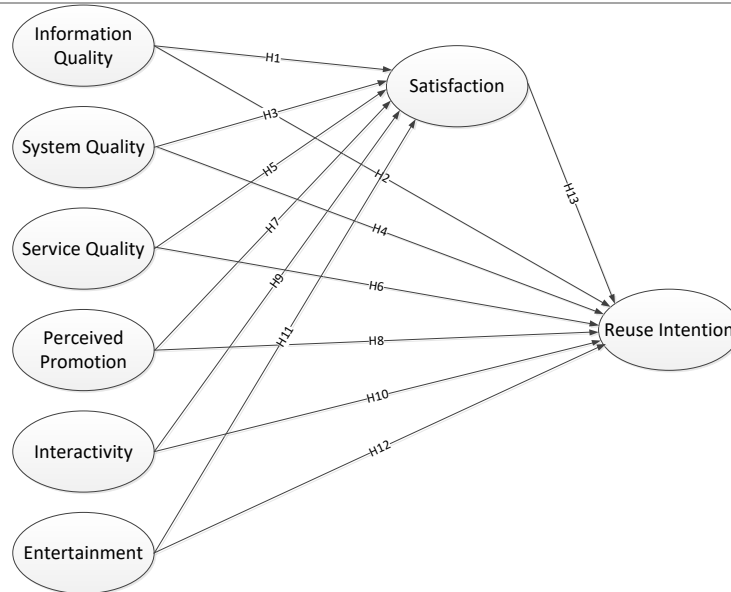 Information
Quality
H1
Satisfaction
System Quality
H3
H5
H2
H13
Service Quality
H7
H4
H9
H6
Perceived
Promotion
H11
H8
Reuse Intention
Interactivity
H10
H12
Entertainment